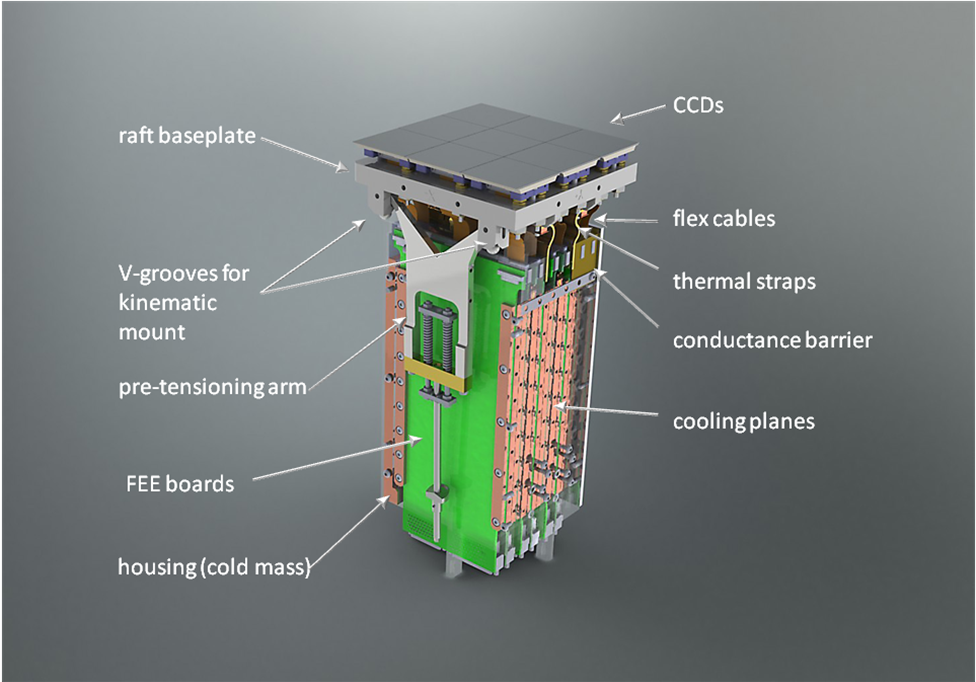 CCDs
raft baseplate
flex cables
V-grooves for
kinematic
mount
thermal straps
conductance barrier
pre-tensioning arm
cooling planes
FEE boards
housing (cold mass)